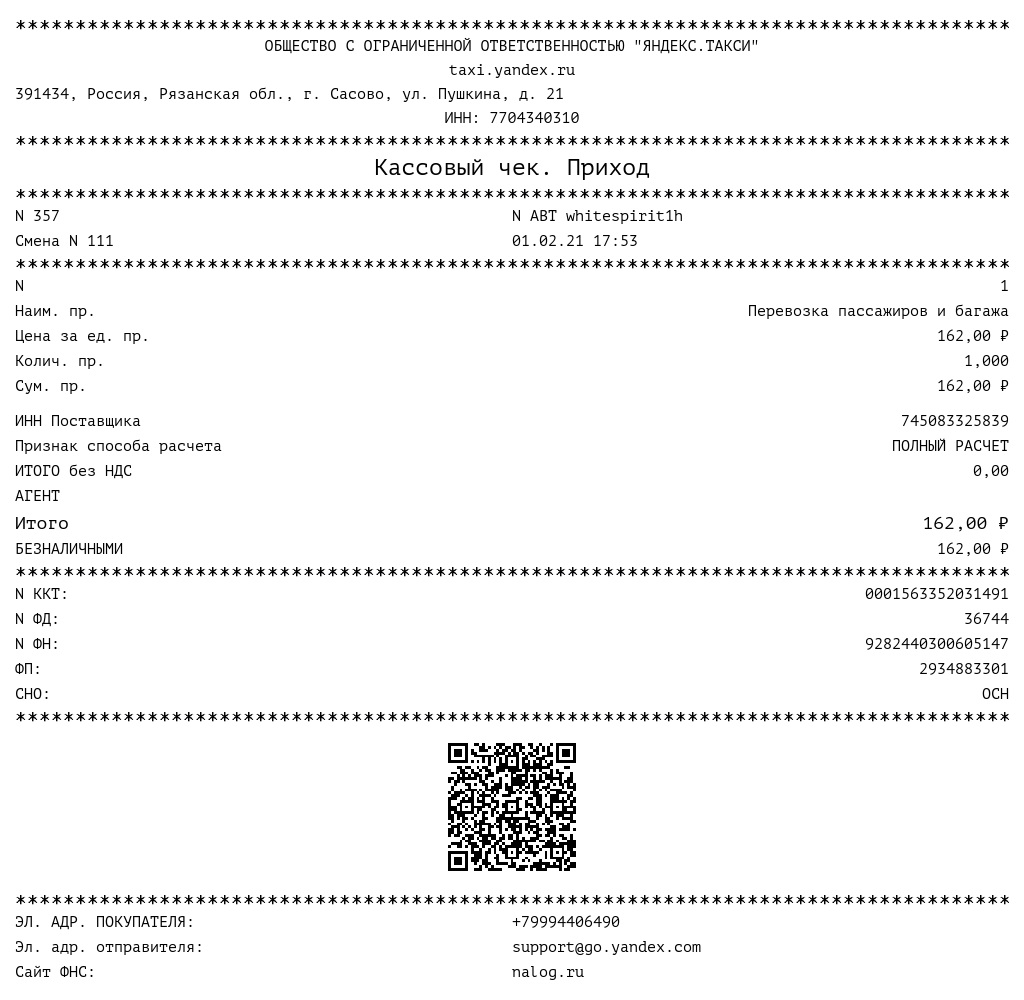 ОБЩЕСТВО С ОГРАНИЧЕННОЙ ОТВЕТСТВЕННОСТЬЮ "ЯНДЕКС.ТАКСИ"
taxi.yandex.ru
391434, Россия, Рязанская обл., г. Сасово, ул. Пушкина, д. 21
ИНН: 7704340310
Кассовый чек. Приход
N 357 N АВТ whitespirit1h
Смена N 111 01.02.21 17:53
N 1
Наим. пр. Перевозка пассажиров и багажа
Цена за ед. пр. 162,00 ₽
Колич. пр. 1,000
Сум. пр. 162,00 ₽
ИНН Поставщика 745083325839
Признак способа расчета ПОЛНЫЙ РАСЧЕТ
ИТОГО без НДС 0,00
АГЕНТ
Итого 162,00 ₽
БЕЗНАЛИЧНЫМИ 162,00 ₽
N ККТ: 0001563352031491
N ФД: 36744
N ФН: 9282440300605147
ФП: 2934883301
СНО: ОСН
ЭЛ. АДР. ПОКУПАТЕЛЯ: +79994406490
Эл. адр. отправителя: support@go.yandex.com
Сайт ФНС: nalog.ru